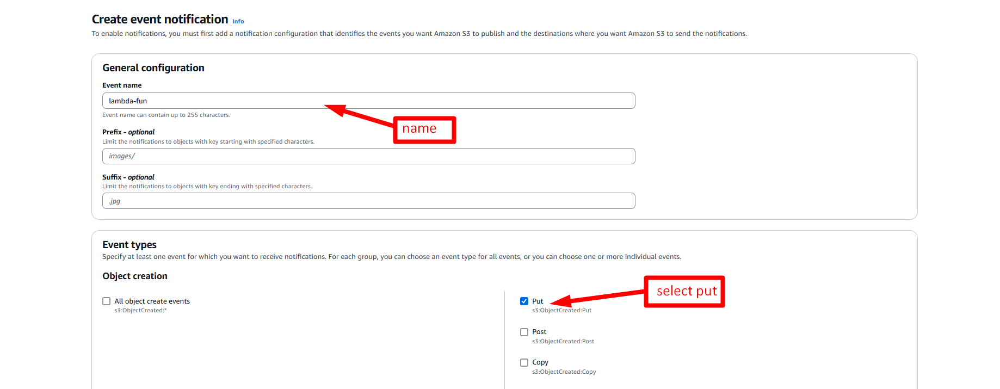 Create event notification Info
To enable notifications, you must first add a notification configuration that identifies the events you want Amazon S3 to publish and the destinations where you want Amazon S3 to send the notifications.
General configuration
Event name
lambda-fun
Event name can contain up to 255 characters.
name
Prefix - optional
Limit the notifications to objects with key starting with specified characters.
images/
Suffix - optional
Limit the notifications to objects with key ending with specified characters.
.jpg
Event types
Specify at least one event for which you want to receive notifications. For each group, you can choose an event type for all events, or you can choose one or more individual events.
Object creation
select put
All object create events
s3:ObjectCreated:*
Put
s3:ObjectCreated:Put
Post
s3:ObjectCreated:Post
Copy
s3:ObjectCreated:Copy